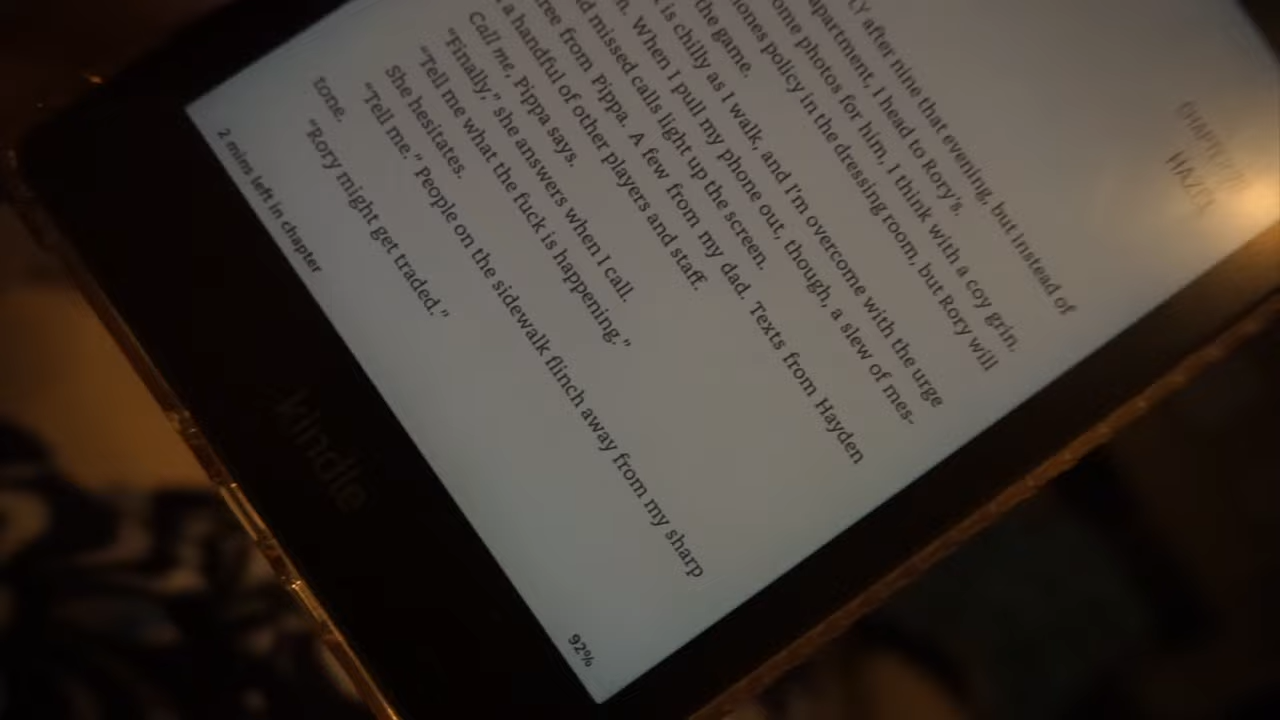 HAZEL
LY after nine that evening, but instead of
apartment, I head to Rory's.
ome photos for him, I think with a coy grin.
ones policy in the dressing room, but Rory will
the game.
is chilly as I walk, and I'm overcome with the urge
n. When I pull my phone out, though, a slew of mes-
d missed calls light up the screen.
ree from Pippa. A few from my dad. Texts from Hayden
a handful of other players and staff.
Call me, Pippa says.
"Finally," she answers when I call.
"Tell me what the fuck is happening."
She hesitates.
"Tell me." People on the sidewalk flinch away from my sharp
tone.
"Rory might get traded."
2 mins left in chapter
92%
kindle